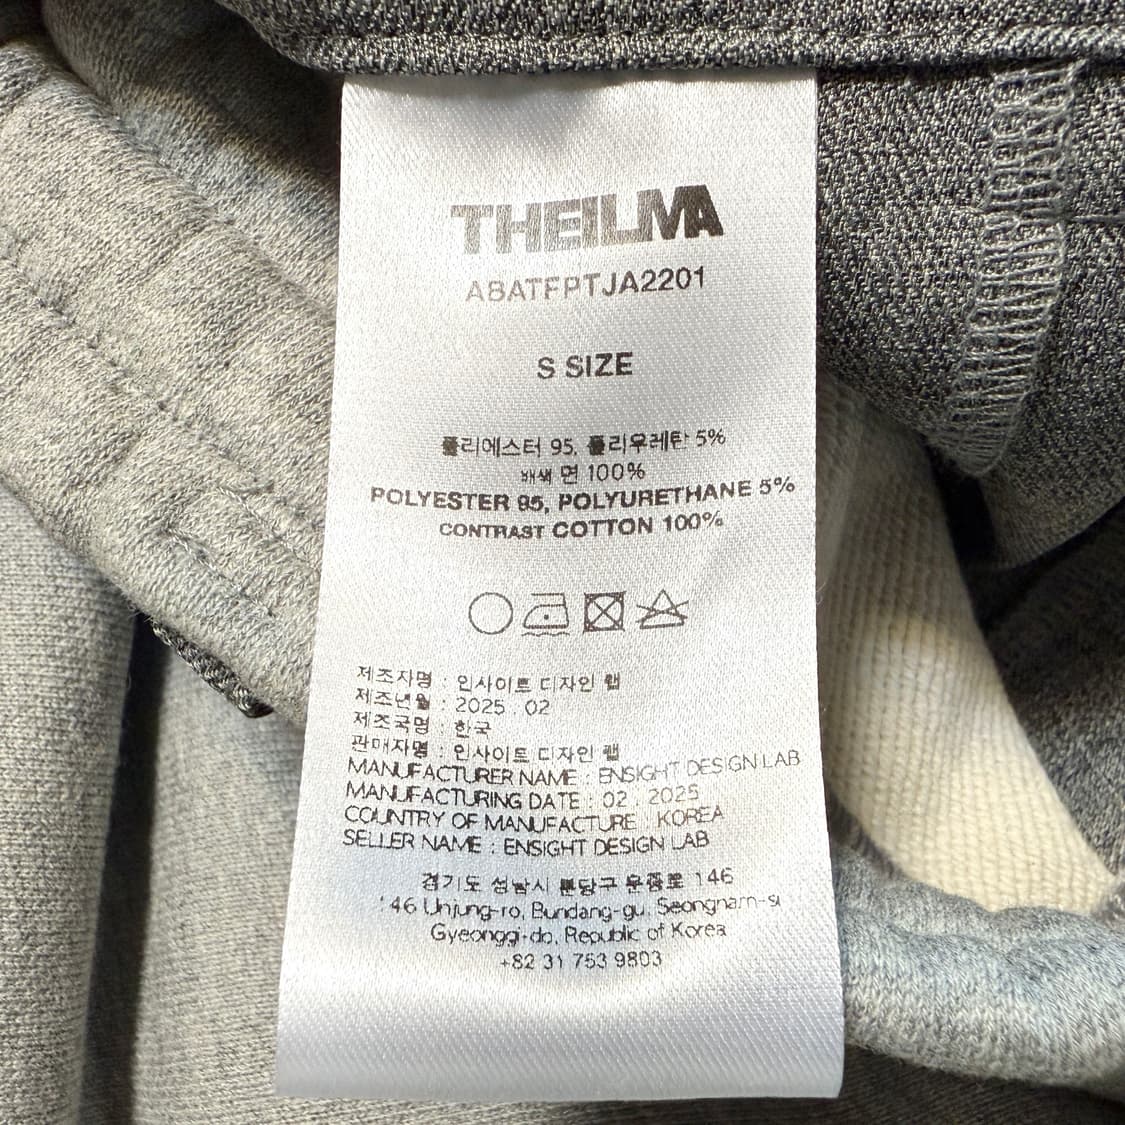 THEILMA
ABATFPTJA2201
S SIZE
폴리에스터 95, 폴리우레탄 5%
배색 면 100%
POLYESTER 95, POLYURETHANE 5%
CONTRAST COTTON 100%
제조자명 : 인사이트 디자인 랩
제조년월 : 2025 . 02
제조국명 : 한국
판매자명 : 인사이트 디자인 랩
MANUFACTURER NAME : ENSIGHT DESIGN LAB
MANUFACTURING DATE : 02 . 2025
COUNTRY OF MANUFACTURE : KOREA
SELLER NAME : ENSIGHT DESIGN LAB
경기도 성남시 분당구 운중로 146
146 Unjung-ro, Bundang-gu, Seongnam-si
Gyeonggi-do, Republic of Korea
+82 31 753 9803